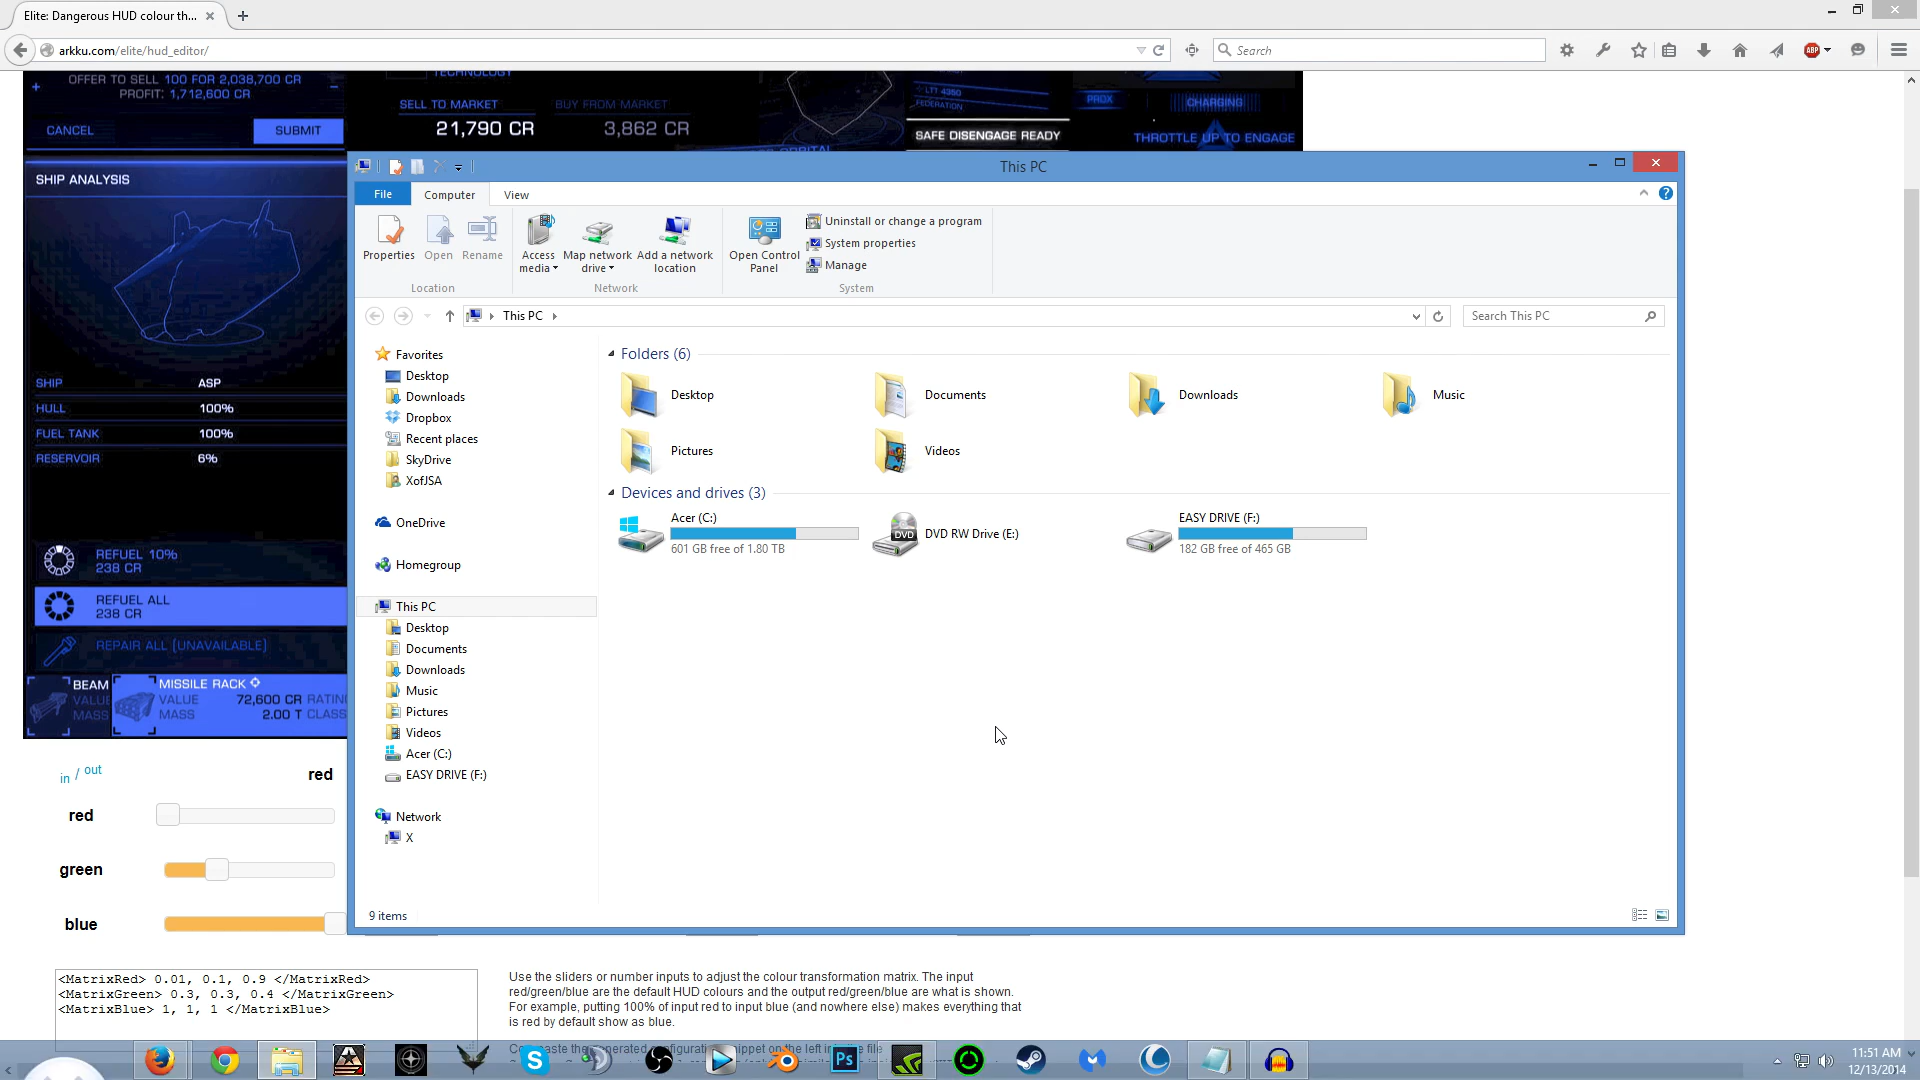 Elite: Dangerous HUD colour th...
arkku.com/elite/hud_editor/
Search
OFFER TO SELL 100 FOR 2,038,700 CR
PROFIT: 1,712,600 CR
CANCEL
SUBMIT
TECHNOLOGY
SELL TO MARKET
BUY FROM MARKET
21,790 CR
3,862 CR
LTT 4350
FEDERATION
SAFE DISENGAGE READY
PROX
CHARGING
THROTTLE UP TO ENGAGE
SHIP ANALYSIS
SHIP ASP
HULL 100%
FUEL TANK 100%
RESERVOIR 6%
REFUEL 10%
238 CR
REFUEL ALL
238 CR
REPAIR ALL (UNAVAILABLE)
BEAM
VALUE
MASS
MISSILE RACK
VALUE 72,600 CR RATIN
MASS 2.00 T CLASS
This PC
File
Computer
View
Properties
Open
Rename
Location
Access media
Map network drive
Add a network location
Network
Open Control Panel
Uninstall or change a program
System properties
Manage
System
This PC
Search This PC
Favorites
Desktop
Downloads
Dropbox
Recent places
SkyDrive
XofJSA
OneDrive
Homegroup
This PC
Desktop
Documents
Downloads
Music
Pictures
Videos
Acer (C:)
EASY DRIVE (F:)
Network
X
Folders (6)
Desktop
Documents
Downloads
Music
Pictures
Videos
Devices and drives (3)
Acer (C:)
601 GB free of 1.80 TB
DVD
DVD RW Drive (E:)
EASY DRIVE (F:)
182 GB free of 465 GB
9 items
in / out
red
red
green
blue
<MatrixRed> 0.01, 0.1, 0.9 </MatrixRed>
<MatrixGreen> 0.3, 0.3, 0.4 </MatrixGreen>
<MatrixBlue> 1, 1, 1 </MatrixBlue>
Use the sliders or number inputs to adjust the colour transformation matrix. The input
red/green/blue are the default HUD colours and the output red/green/blue are what is shown.
For example, putting 100% of input red to input blue (and nowhere else) makes everything that
is red by default show as blue.
ABP
Ps
11:51 AM
12/13/2014